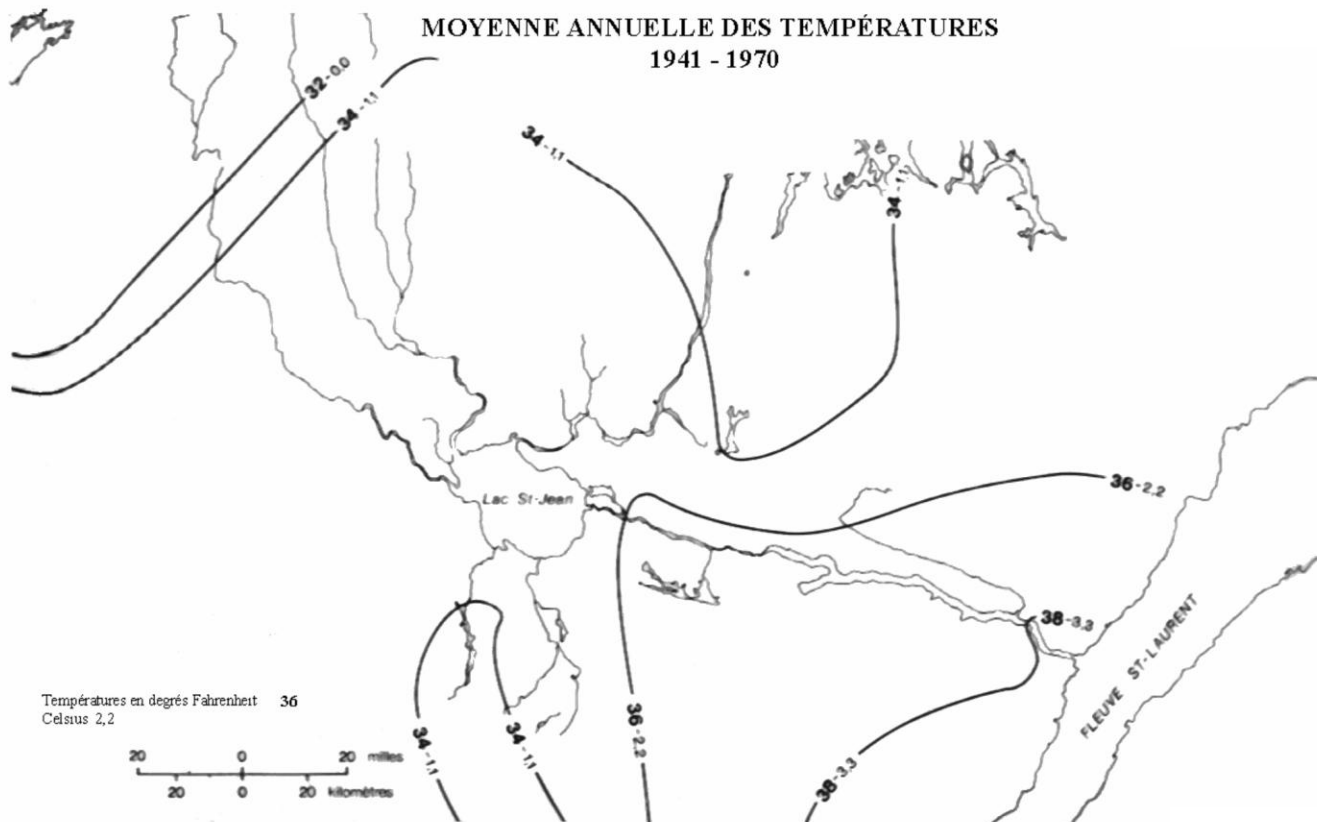 MOYENNE ANNUELLE DES TEMPÉRATURES
1941 - 1970
32-0,0
34-1,1
34-1,1
34-1,1
Lac St-Jean
36-2,2
38-3,3
FLEUVE ST-LAURENT
36-2,2
34-1,1
34-1,1
38-3,3
Températures en degrés Fahrenheit 36
Celsius 2,2
20 0 20 milles
20 0 20 kilomètres